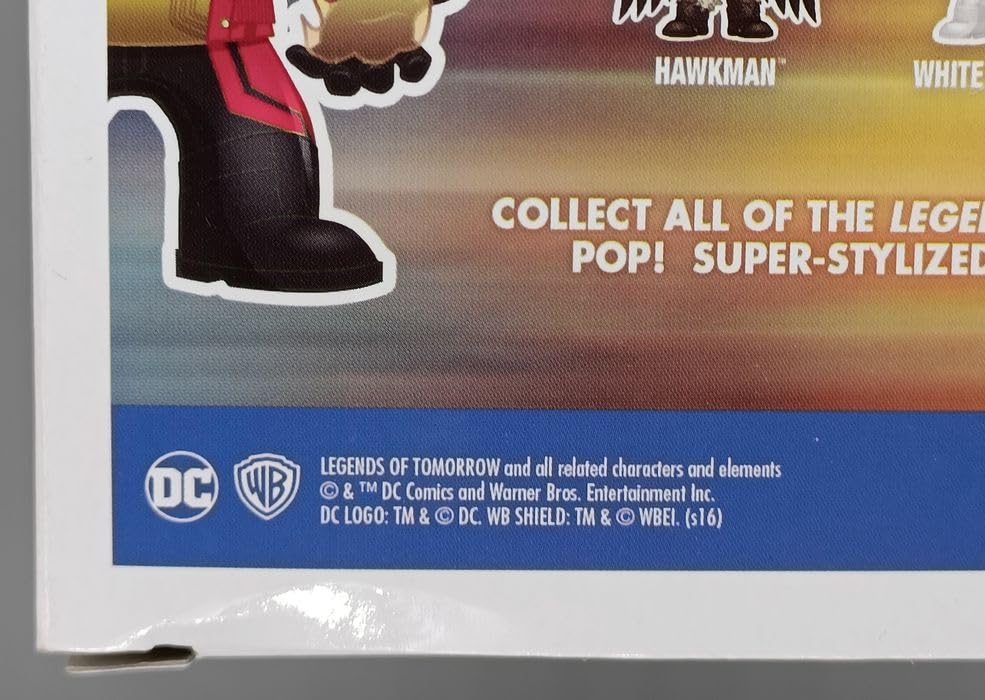 HAWKMAN™
WHITE
COLLECT ALL OF THE LEGE
POP! SUPER-STYLIZED
DC
WB
LEGENDS OF TOMORROW and all related characters and elements
© & ™ DC Comics and Warner Bros. Entertainment Inc.
DC LOGO: TM & © DC. WB SHIELD: TM & © WBEI. (s16)